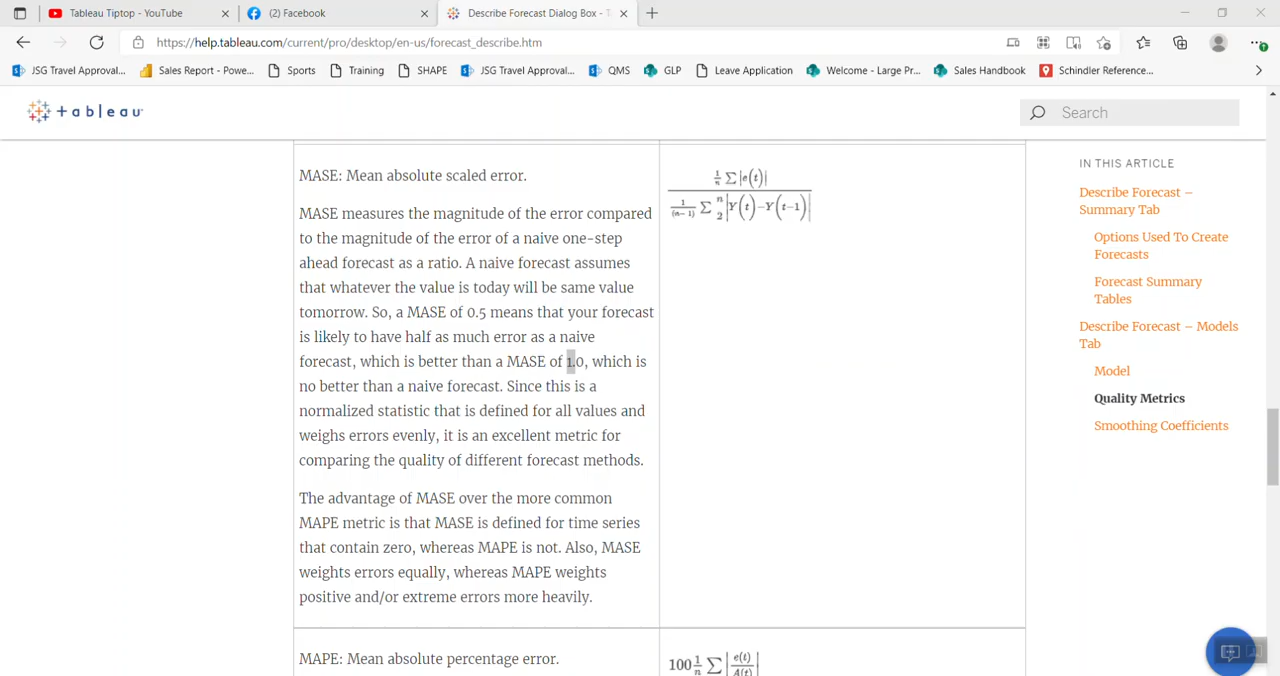 Tableau Tiptop - YouTube
(2) Facebook
Describe Forecast Dialog Box - T
https://help.tableau.com/current/pro/desktop/en-us/forecast_describe.htm
JSG Travel Approval... Sales Report - Powe... Sports Training SHAPE JSG Travel Approval... QMS GLP Leave Application Welcome - Large Pr... Sales Handbook Schindler Reference...
+ableau
Search
MASE: Mean absolute scaled error.
MASE measures the magnitude of the error compared
to the magnitude of the error of a naive one-step
ahead forecast as a ratio. A naive forecast assumes
that whatever the value is today will be same value
tomorrow. So, a MASE of 0.5 means that your forecast
is likely to have half as much error as a naive
forecast, which is better than a MASE of 1.0, which is
no better than a naive forecast. Since this is a
normalized statistic that is defined for all values and
weighs errors evenly, it is an excellent metric for
comparing the quality of different forecast methods.
The advantage of MASE over the more common
MAPE metric is that MASE is defined for time series
that contain zero, whereas MAPE is not. Also, MASE
weights errors equally, whereas MAPE weights
positive and/or extreme errors more heavily.
1/n ∑ |e(t)|
1/(n−1) ∑ n 2 |Y(t)−Y(t−1)|
MAPE: Mean absolute percentage error.
100 1/n ∑ |e(t)/A(t)|
IN THIS ARTICLE
Describe Forecast –
Summary Tab
Options Used To Create
Forecasts
Forecast Summary
Tables
Describe Forecast – Models
Tab
Model
Quality Metrics
Smoothing Coefficients